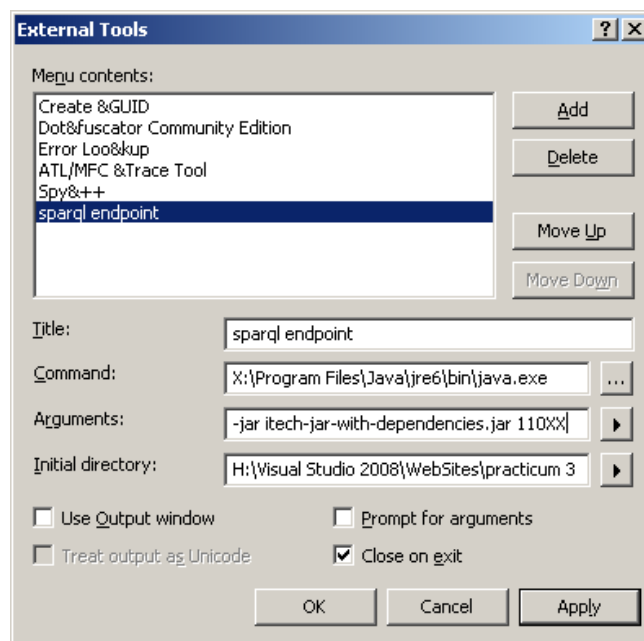 External Tools
Menu contents:
Create &GUID
Dot&fuscator Community Edition
Error Loo&kup
ATL/MFC &Trace Tool
Spy&++
sparql endpoint
Add
Delete
Move Up
Move Down
Title:
sparql endpoint
Command:
X:\Program Files\Java\jre6\bin\java.exe
...
Arguments:
-jar itech-jar-with-dependencies.jar 110XX
Initial directory:
H:\Visual Studio 2008\WebSites\practicum 3
Use Output window
Prompt for arguments
Treat output as Unicode
Close on exit
OK
Cancel
Apply